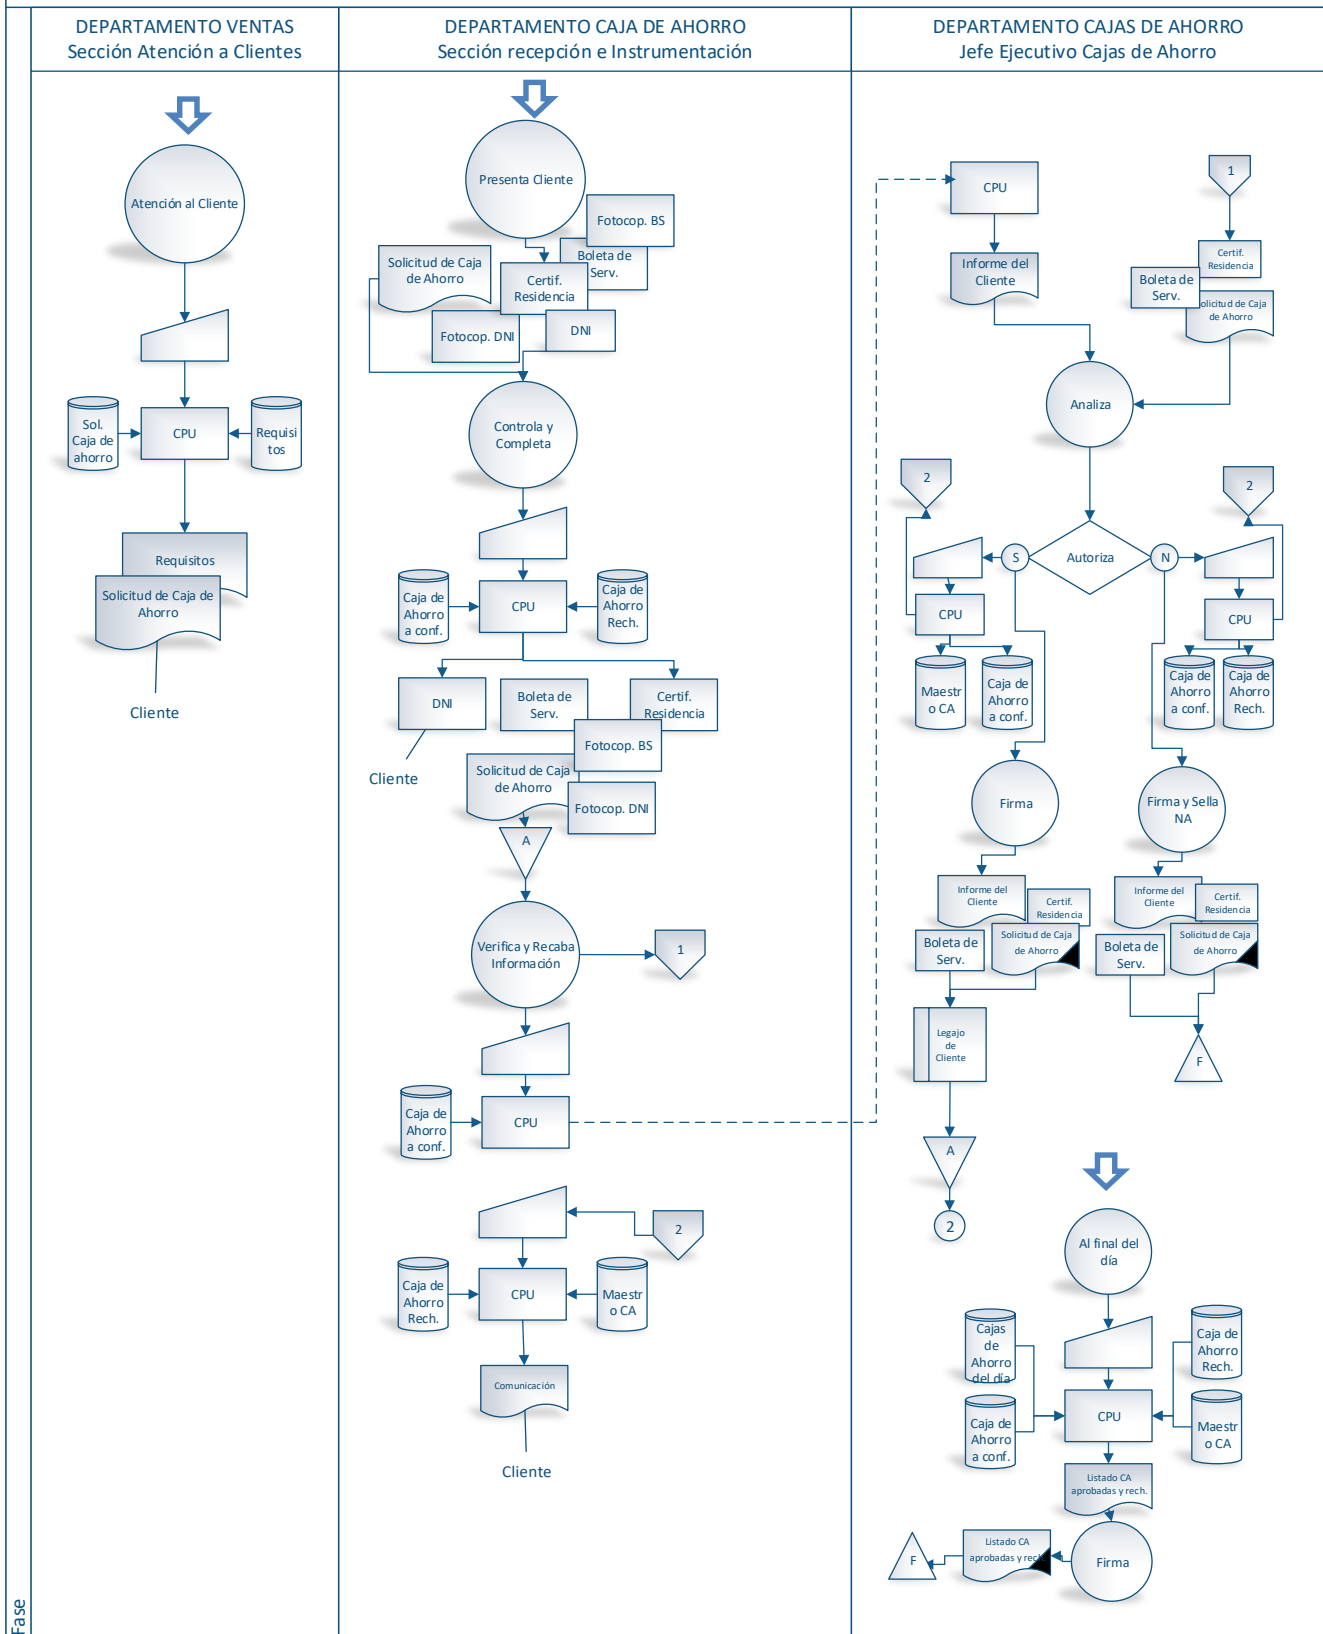 DEPARTAMENTO VENTAS
Sección Atención a Clientes
DEPARTAMENTO CAJA DE AHORRO
Sección recepción e Instrumentación
DEPARTAMENTO CAJAS DE AHORRO
Jefe Ejecutivo Cajas de Ahorro
Fase
Atención al Cliente
Sol.
Caja de
ahorro
CPU
Requisi
tos
Requisitos
Solicitud de Caja de
Ahorro
Cliente
Presenta Cliente
Fotocop. BS
Boleta de
Serv.
Solicitud de Caja
de Ahorro
Certif.
Residencia
Fotocop. DNI
DNI
Controla y
Completa
Caja de
Ahorro
a conf.
CPU
Caja de
Ahorro
Rech.
DNI
Boleta de
Serv.
Certif.
Residencia
Fotocop. BS
Cliente
Solicitud de Caja
de Ahorro
Fotocop. DNI
A
Verifica y Recaba
Información
1
Caja de
Ahorro
a conf.
CPU
2
Caja de
Ahorro
Rech.
CPU
Maestr
o CA
Comunicación
Cliente
CPU
1
Informe del
Cliente
Certif.
Residencia
Boleta de
Serv.
Solicitud de Caja
de Ahorro
Analiza
2
2
S
Autoriza
N
CPU
CPU
Maestr
o CA
Caja de
Ahorro
a conf.
Caja de
Ahorro
a conf.
Caja de
Ahorro
Rech.
Firma
Firma y Sella
NA
Informe del
Cliente
Certif.
Residencia
Boleta de
Serv.
Solicitud de Caja
de Ahorro
Informe del
Cliente
Certif.
Residencia
Boleta de
Serv.
Solicitud de Caja
de Ahorro
Legajo
de
Cliente
F
A
2
Al final del
día
Cajas
de
Ahorro
del día
Caja de
Ahorro
Rech.
CPU
Caja de
Ahorro
a conf.
Maestr
o CA
Listado CA
aprobadas y rech.
F
Listado CA
aprobadas y rech.
Firma